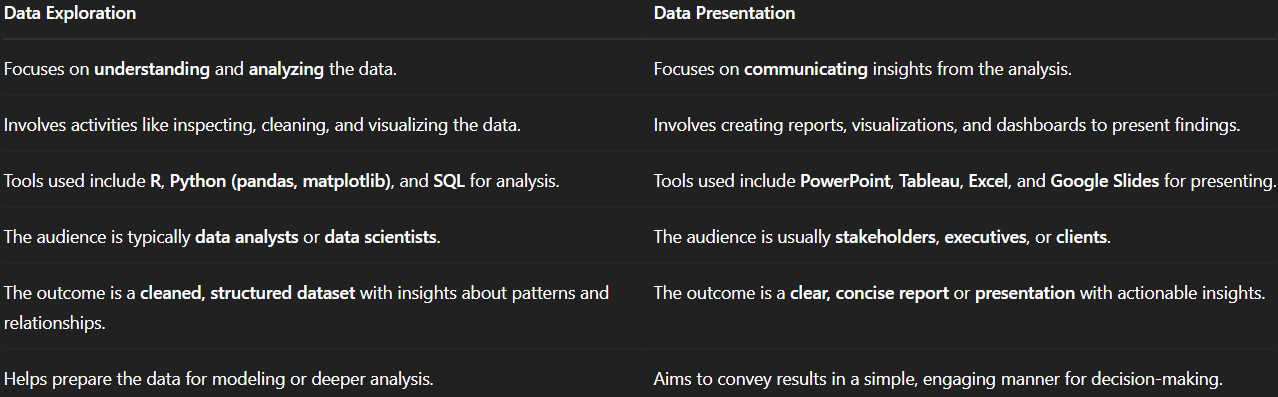 Data Exploration Data Presentation
Focuses on understanding and analyzing the data. Focuses on communicating insights from the analysis.
Involves activities like inspecting, cleaning, and visualizing the data. Involves creating reports, visualizations, and dashboards to present findings.
Tools used include R, Python (pandas, matplotlib), and SQL for analysis. Tools used include PowerPoint, Tableau, Excel, and Google Slides for presenting.
The audience is typically data analysts or data scientists. The audience is usually stakeholders, executives, or clients.
The outcome is a cleaned, structured dataset with insights about patterns and The outcome is a clear, concise report or presentation with actionable insights.
relationships.
Helps prepare the data for modeling or deeper analysis. Aims to convey results in a simple, engaging manner for decision-making.